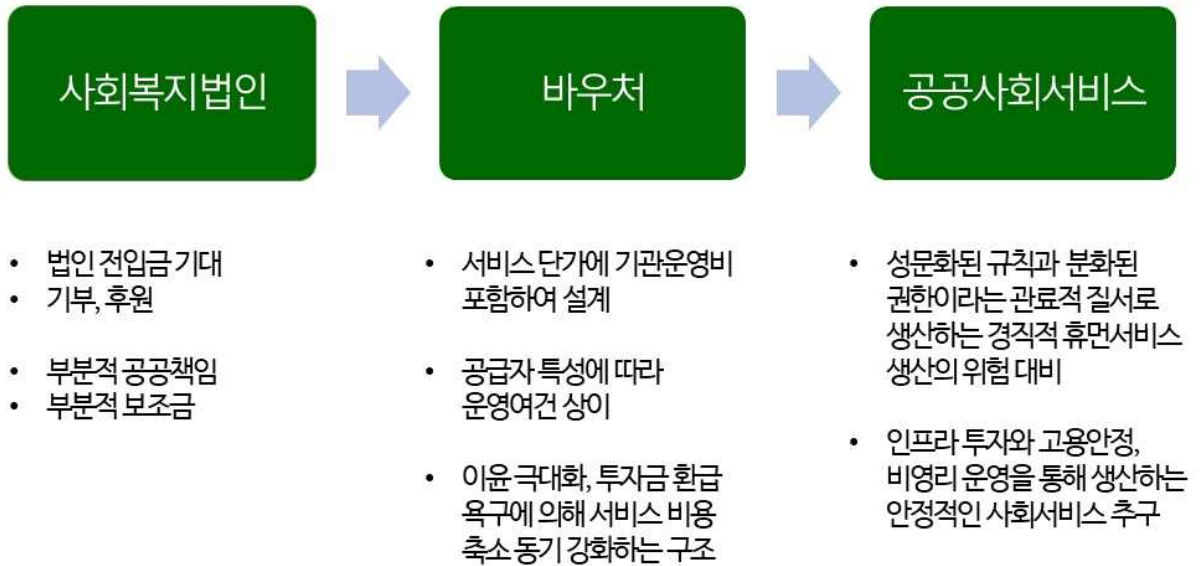 사회복지법인
바우처
공공사회서비스
• 법인 전입금 기대
• 기부, 후원
• 부분적 공공책임
• 부분적 보조금
• 서비스 단가에 기관운영비
포함하여 설계
• 공급자 특성에 따라
운영여건 상이
• 이윤 극대화, 투자금 환급
욕구에 의해 서비스 비용
축소 동기 강화하는 구조
• 성문화된 규칙과 분화된
권한이라는 관료적 질서로
생산하는 경직적 휴먼서비스
생산의 위험 대비
• 인프라 투자와 고용안정,
비영리 운영을 통해 생산하는
안정적인 사회서비스 추구